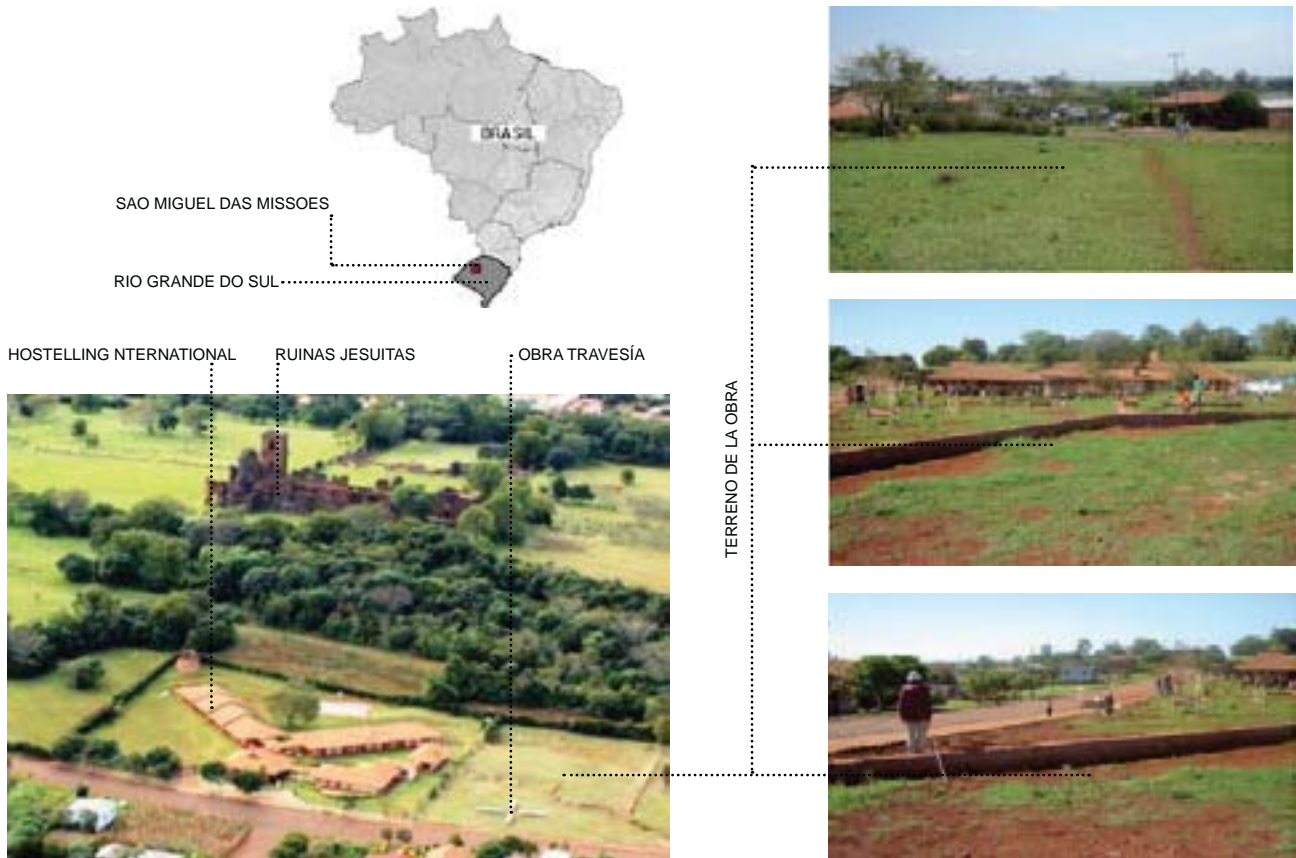 BRASIL
SAO MIGUEL DAS MISSOES
RIO GRANDE DO SUL
HOSTELLING NTERNATIONAL
RUINAS JESUITAS
OBRA TRAVESÍA
TERRENO DE LA OBRA